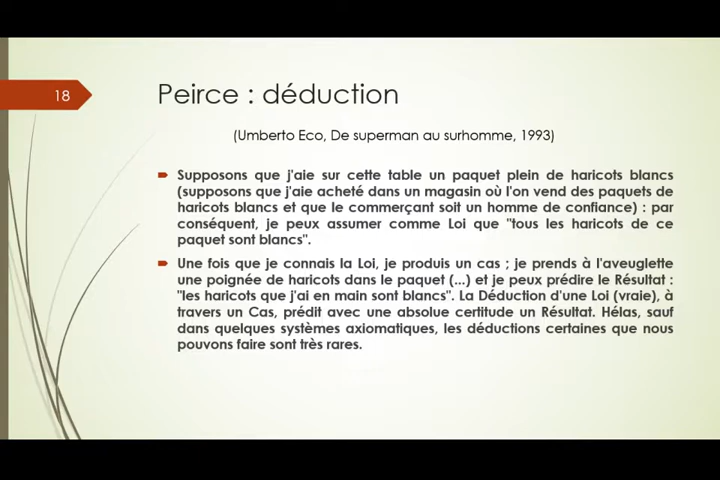 18
Peirce : déduction
(Umberto Eco, De superman au surhomme, 1993)
Supposons que j'aie sur cette table un paquet plein de haricots blancs
(supposons que j'aie acheté dans un magasin où l'on vend des paquets de
haricots blancs et que le commerçant soit un homme de confiance) : par
conséquent, je peux assumer comme Loi que "tous les haricots de ce
paquet sont blancs".
Une fois que je connais la Loi, je produis un cas ; je prends à l'aveuglette
une poignée de haricots dans le paquet (...) et je peux prédire le Résultat :
"les haricots que j'ai en main sont blancs". La Déduction d'une Loi (vraie), à
travers un Cas, prédit avec une absolue certitude un Résultat. Hélas, sauf
dans quelques systèmes axiomatiques, les déductions certaines que nous
pouvons faire sont très rares.